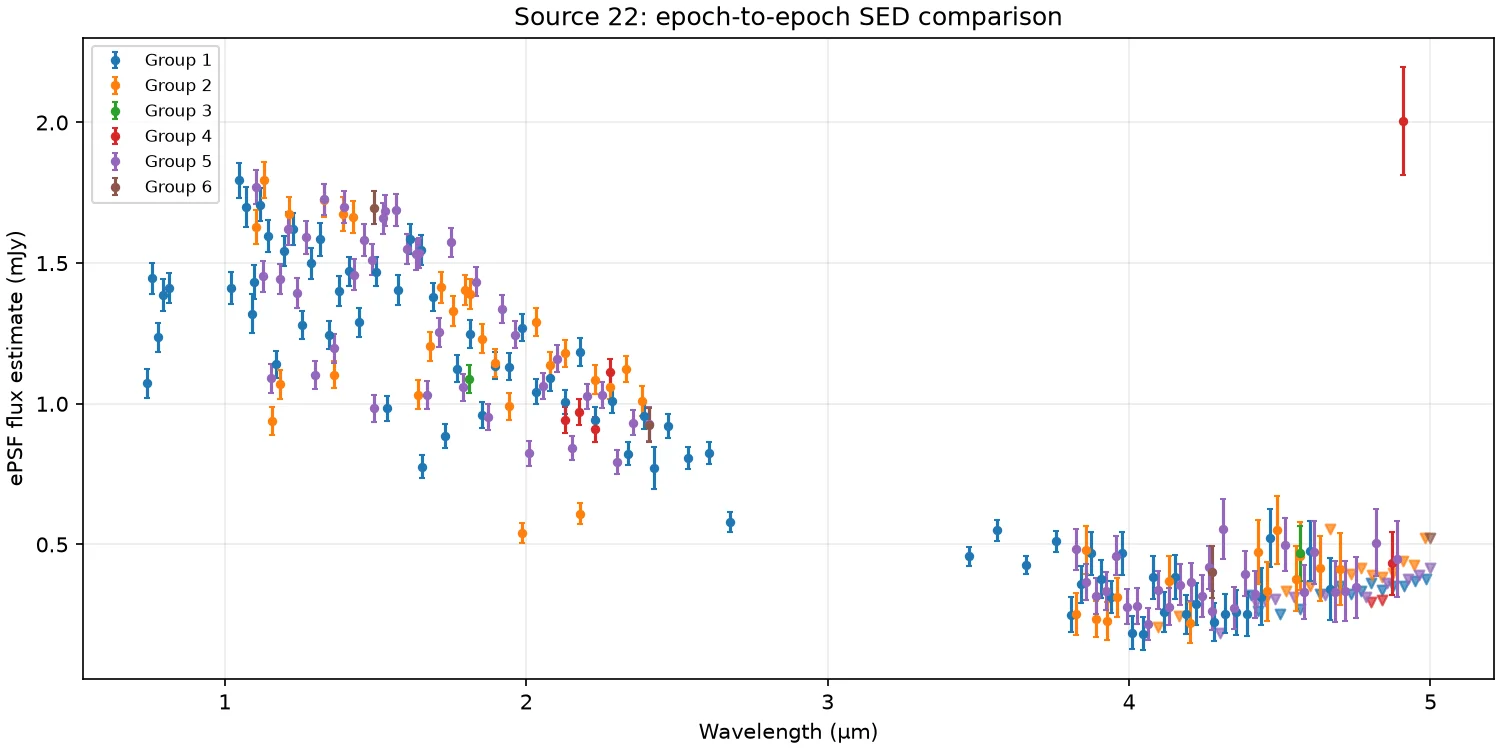 Source 22: epoch-to-epoch SED comparison
Group 1
Group 2
Group 3
Group 4
Group 5
Group 6
ePSF flux estimate (mJy)
2.0
1.5
1.0
0.5
1 2 3 4 5
Wavelength (μm)